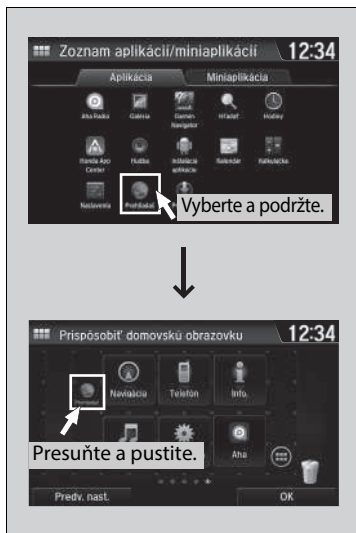 Zoznam aplikácií/miniaplikácií 12:34
Aplikácia Miniaplikácia
Aha Radio Galéria Garmin Hľadať Hodiny
Navigator
Honda App Hudba Inštalácia Kalendár Kalkulačka
Center aplikácie
Nastavenia Prehliadač
Vyberte a podržte.
Prispôsobiť domovskú obrazovku 12:34
Prehliadač Navigácia Telefón Info.
Presuňte a pustite. Aha
Predv. nast. OK